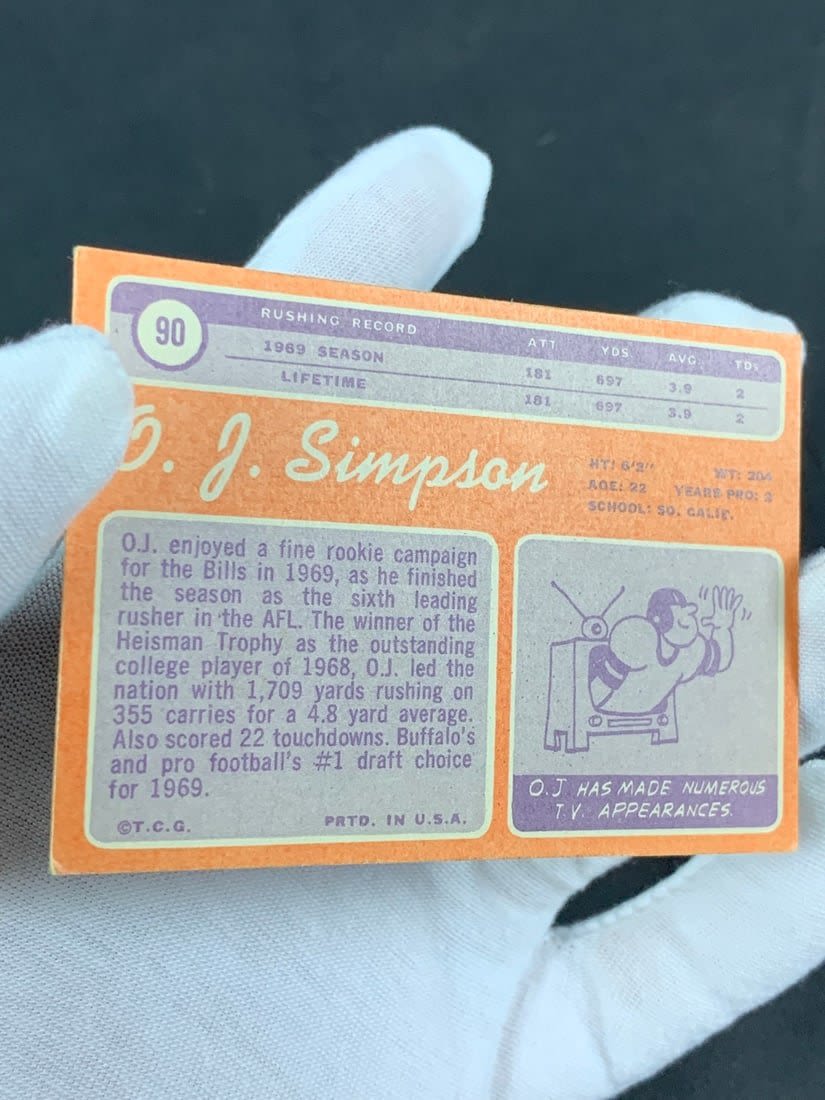 90
RUSHING RECORD ATT YDS. AVG. TDs
1969 SEASON 181 697 3.9 2
LIFETIME 181 697 3.9 2
O. J. Simpson
HT: 6'2" WT: 204
AGE: 22 YEARS PRO: 2
SCHOOL: SO. CALIF.
O.J. enjoyed a fine rookie campaign
for the Bills in 1969, as he finished
the season as the sixth leading
rusher in the AFL. The winner of the
Heisman Trophy as the outstanding
college player of 1968, O.J. led the
nation with 1,709 yards rushing on
355 carries for a 4.8 yard average.
Also scored 22 touchdowns. Buffalo's
and pro football's #1 draft choice
for 1969.
©T.C.G. PRTD. IN U.S.A.
O.J HAS MADE NUMEROUS
T.V. APPEARANCES.